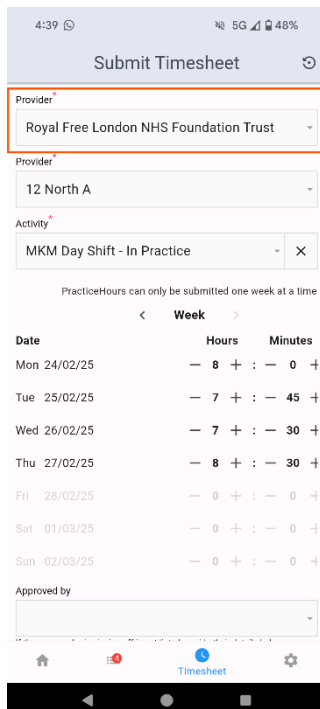 4:39 5G 48%
Submit Timesheet
Provider*
Royal Free London NHS Foundation Trust
Provider*
12 North A
Activity*
MKM Day Shift - In Practice
PracticeHours can only be submitted one week at a time
< Week >
Date Hours Minutes
Mon 24/02/25 — 8 + : — 0 +
Tue 25/02/25 — 7 + : — 45 +
Wed 26/02/25 — 7 + : — 30 +
Thu 27/02/25 — 8 + : — 30 +
Fri 28/02/25 — 0 + : — 0 +
Sat 01/03/25 — 0 + : — 0 +
Sun 02/03/25 — 0 + : — 0 +
Approved by
4
Timesheet